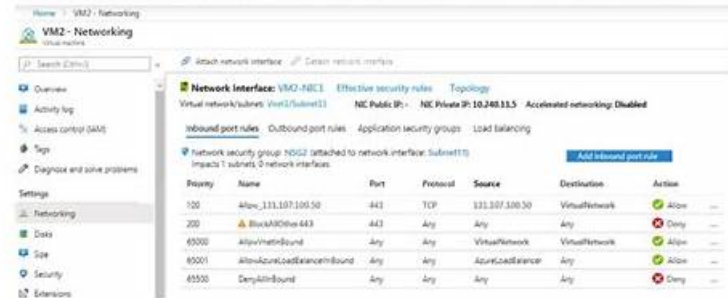 Home > VM2 - Networking
VM2 - Networking
Virtual machine
Search (Ctrl+/)
Attach network interface Detach network interface
Overview
Activity log
Access control (IAM)
Tags
Diagnose and solve problems
Settings
Networking
Disks
Size
Security
Extensions
Network Interface: VM2-NIC1 Effective security rules Topology
Virtual network/subnet: Vnet1/Subnet11 NIC Public IP: - NIC Private IP: 10.240.11.5 Accelerated networking: Disabled
Inbound port rules Outbound port rules Application security groups Load balancing
Network security group NSG2 (attached to network interface: Subnet11)
Impacts 1 subnets, 0 network interfaces
Add inbound port rule
Priority Name Port Protocol Source Destination Action
100 Allow_131.107.100.50 443 TCP 131.107.100.50 VirtualNetwork Allow ...
200 BlockAllOther443 443 Any Any Any Deny ...
65000 AllowVnetInBound Any Any VirtualNetwork VirtualNetwork Allow ...
65001 AllowAzureLoadBalancerInBound Any Any AzureLoadBalancer Any Allow ...
65500 DenyAllInBound Any Any Any Any Deny ...